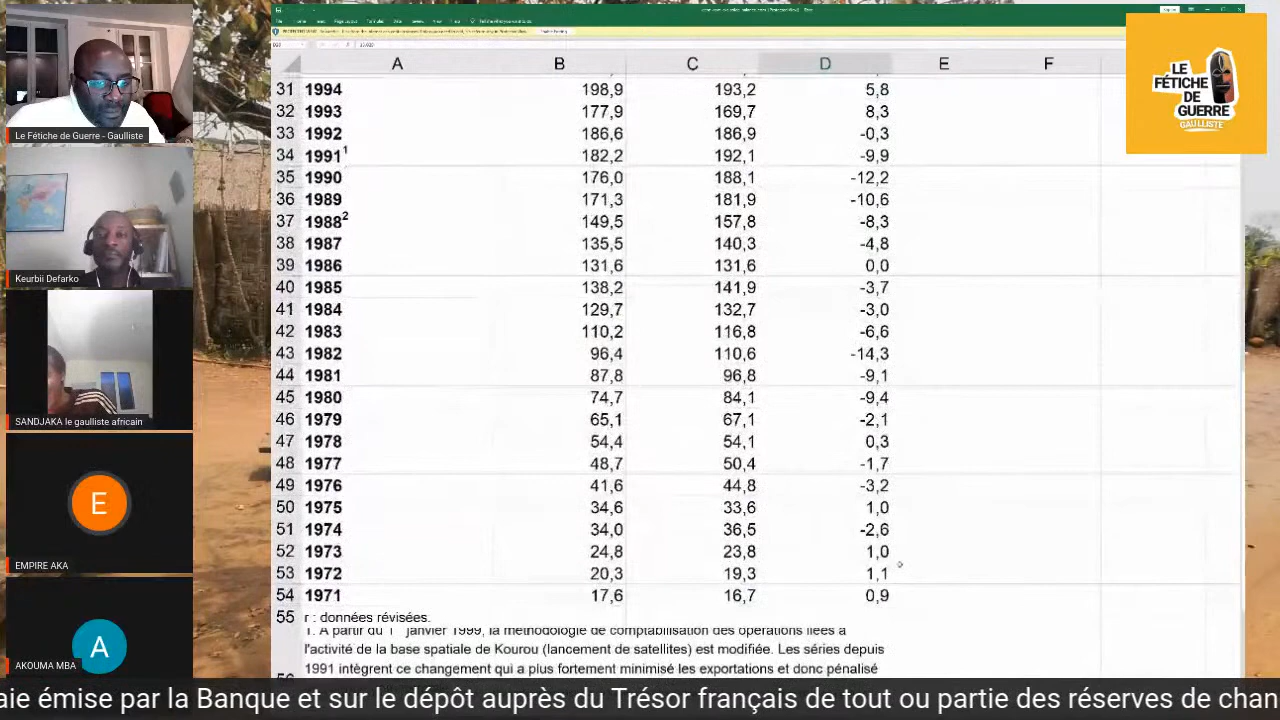 A B C D E F
31 1994 198,9 193,2 5,8
32 1993 177,9 169,7 8,3
33 1992 186,6 186,9 -0,3
34 1991¹ 182,2 192,1 -9,9
35 1990 176,0 188,1 -12,2
36 1989 171,3 181,9 -10,6
37 1988² 149,5 157,8 -8,3
38 1987 135,5 140,3 -4,8
39 1986 131,6 131,6 0,0
40 1985 138,2 141,9 -3,7
41 1984 129,7 132,7 -3,0
42 1983 110,2 116,8 -6,6
43 1982 96,4 110,6 -14,3
44 1981 87,8 96,8 -9,1
45 1980 74,7 84,1 -9,4
46 1979 65,1 67,1 -2,1
47 1978 54,4 54,1 0,3
48 1977 48,7 50,4 -1,7
49 1976 41,6 44,8 -3,2
50 1975 34,6 33,6 1,0
51 1974 34,0 36,5 -2,6
52 1973 24,8 23,8 1,0
53 1972 20,3 19,3 1,1
54 1971 17,6 16,7 0,9
55 r : données révisées.
1. A partir du 1 janvier 1999, la méthodologie de comptabilisation des opérations liées à
l'activité de la base spatiale de Kourou (lancement de satellites) est modifiée. Les séries depuis
1991 intègrent ce changement qui a plus fortement minimisé les exportations et donc pénalisé
Le Fétiche de Guerre - Gaulliste
Keurbii Defarko
SANDJAKA le gaulliste africain
E
EMPIRE AKA
A
AKOUMA MBA
LE
FÉTICHE
DE
GUERRE
GAULLISTE
aie émise par la Banque et sur le dépôt auprès du Trésor français de tout ou partie des réserves de chan